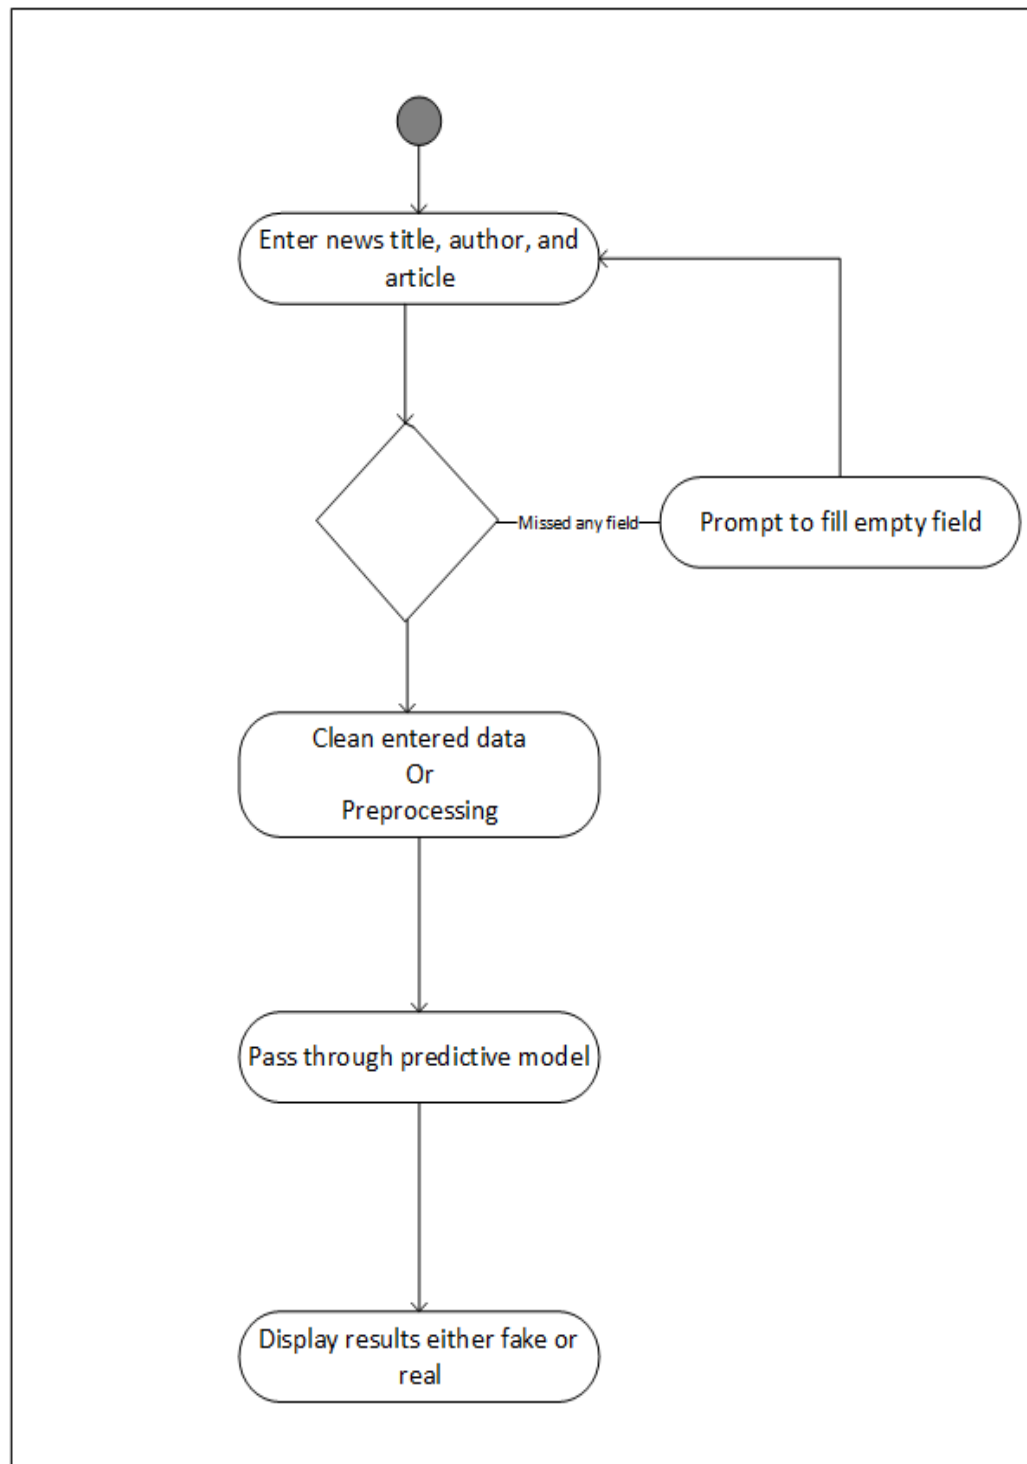 Enter news title, author, and
article
Missed any field
Prompt to fill empty field
Clean entered data
Or
Preprocessing
Pass through predictive model
Display results either fake or
real